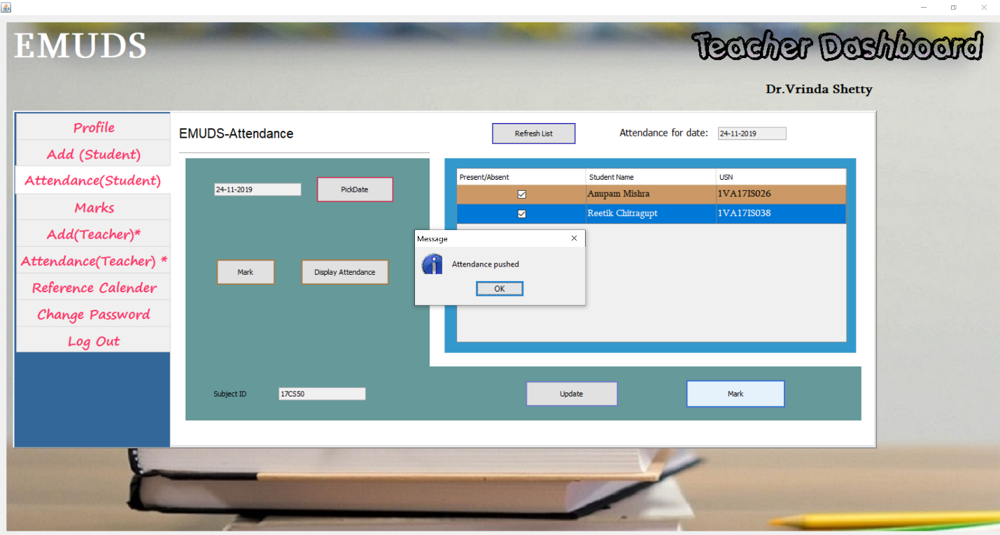 EMUDS
Teacher Dashboard
Dr.Vrinda Shetty
Profile
Add (Student)
Attendance(Student)
Marks
Add(Teacher)*
Attendance(Teacher) *
Reference Calender
Change Password
Log Out
EMUDS-Attendance
Refresh List
Attendance for date: 24-11-2019
24-11-2019 PickDate
Mark Display Attendance
Present/Absent Student Name USN
Anupam Mishra 1VA17IS026
Reetik Chitragupt 1VA17IS038
Message
Attendance pushed
OK
Subject ID 17CS50 Update Mark